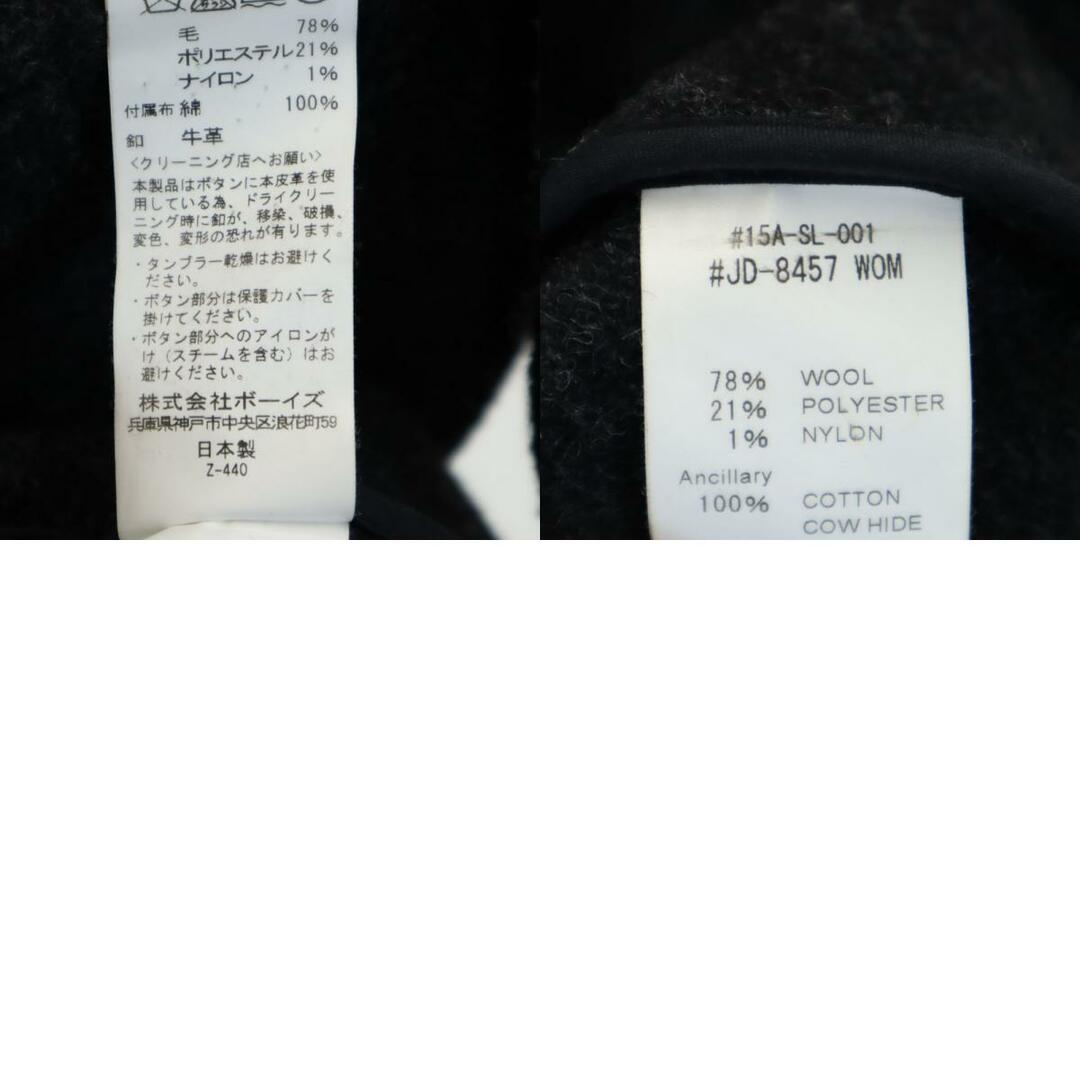 毛 78%
ポリエステル 21%
ナイロン 1%
付属布 綿 100%
釦 牛革
〈クリーニング店へお願い〉
本製品はボタンに本皮革を使
用している為、ドライクリー
ニング時に釦が、移染、破損、
変色、変形の恐れが有ります。
・タンブラー乾燥はお避けく
ださい。
・ボタン部分は保護カバーを
掛けてください。
・ボタン部分へのアイロンが
け（スチームを含む）はお
避けください。
株式会社ボーイズ
兵庫県神戸市中央区浪花町59
日本製
Z-440
#15A-SL-001
#JD-8457 WOM
78% WOOL
21% POLYESTER
1% NYLON
Ancillary
100% COTTON
COW HIDE